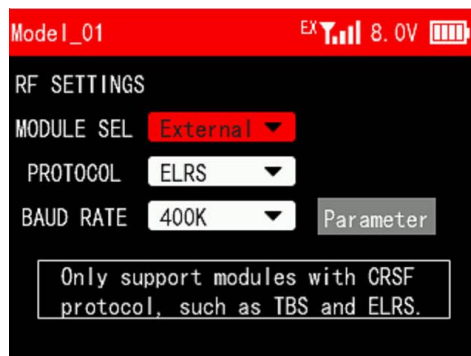 Model_01 EX 8.0V
RF SETTINGS
MODULE SEL External
PROTOCOL ELRS
BAUD RATE 400K Parameter
Only support modules with CRSF
protocol, such as TBS and ELRS.